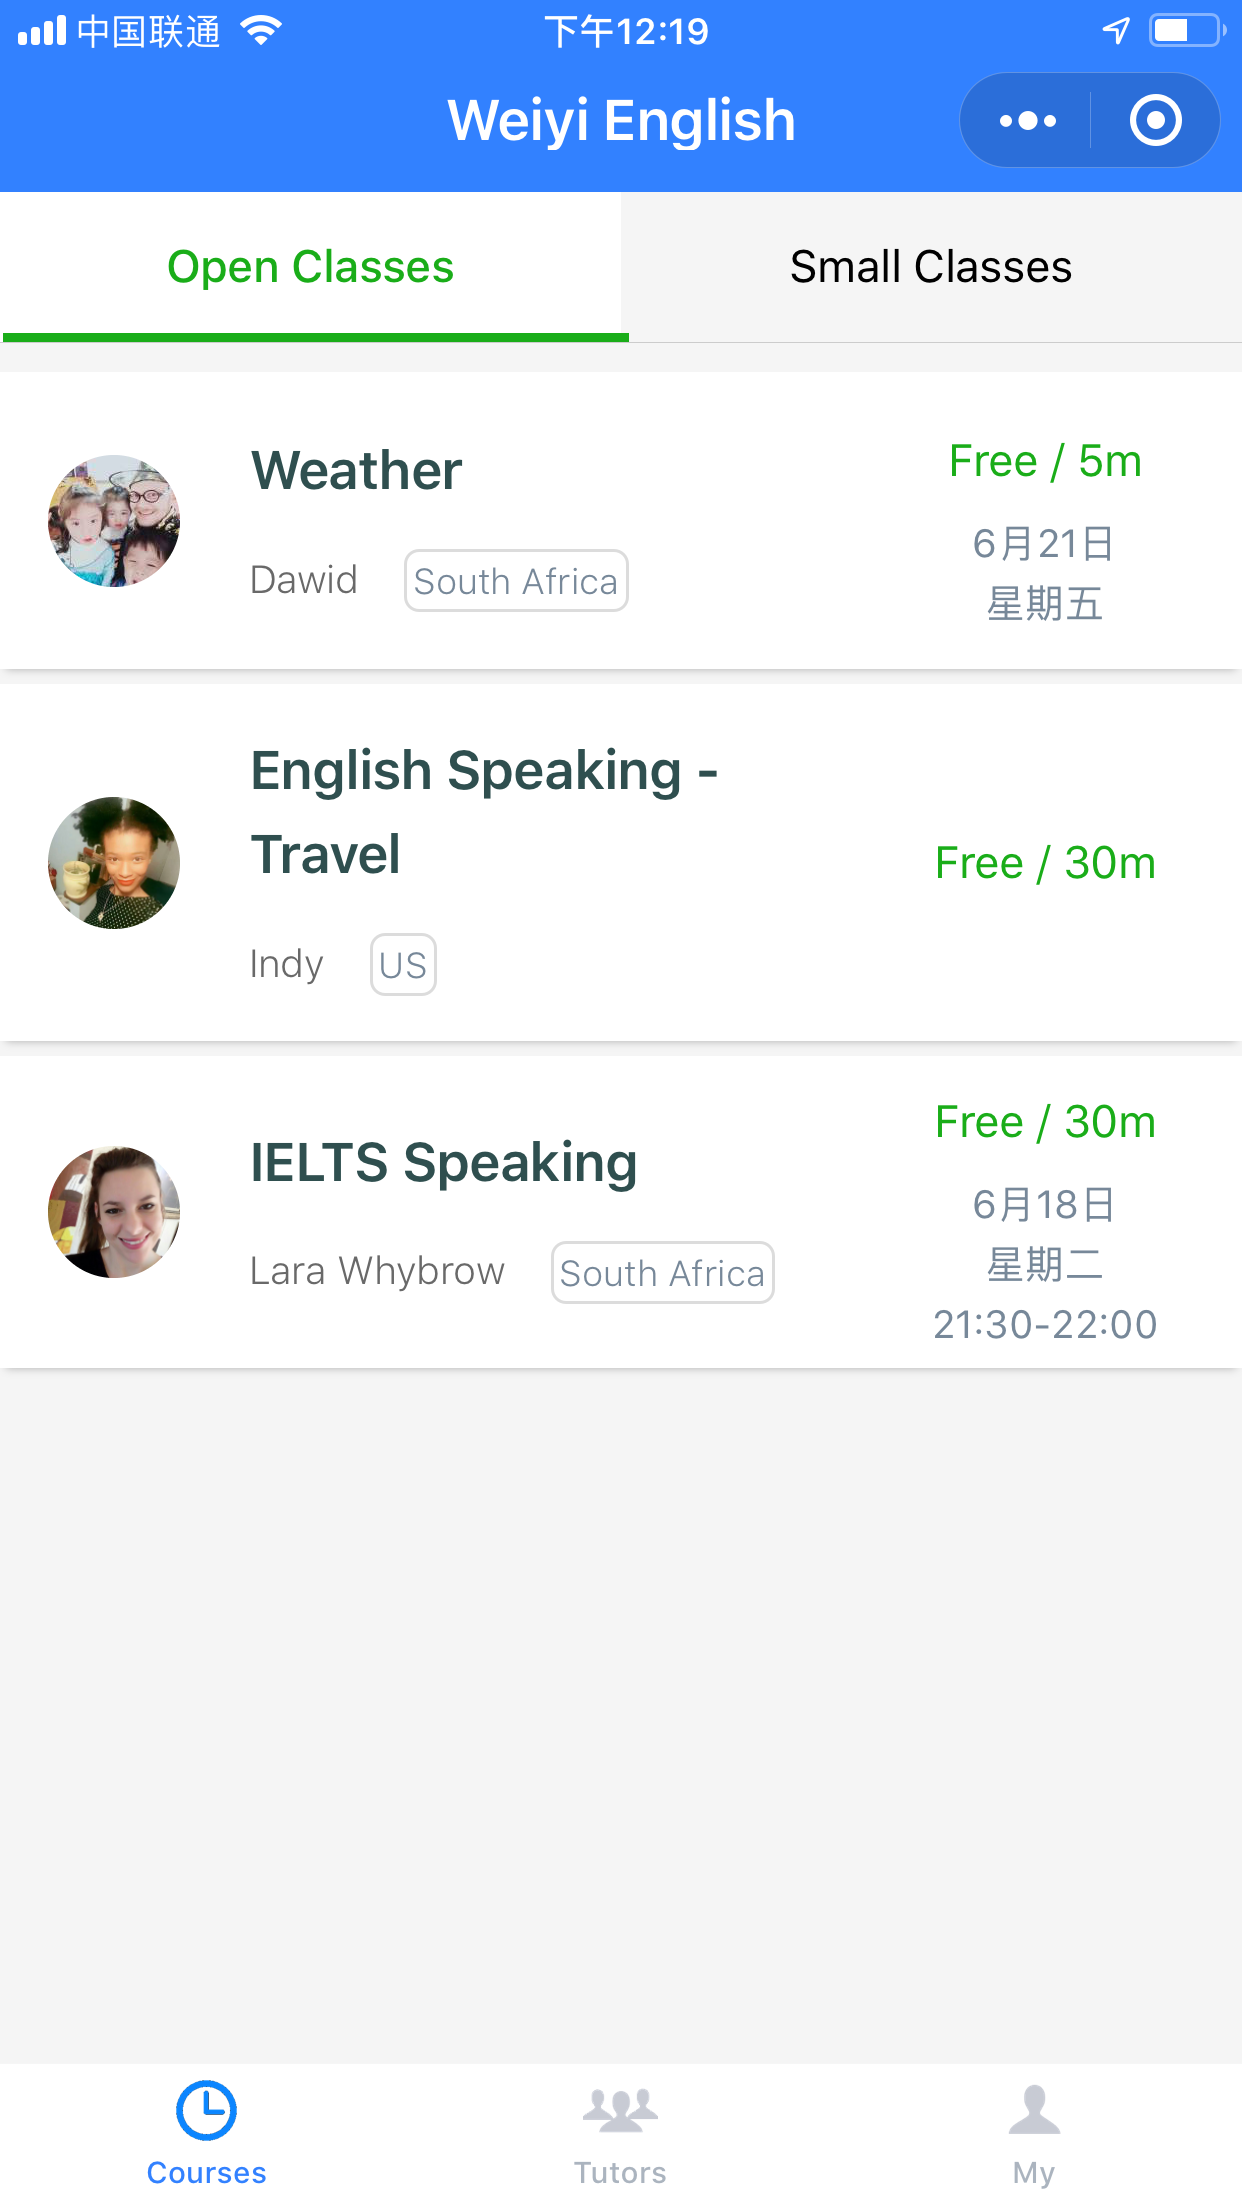 中国联通
下午12:19
Weiyi English
Open Classes
Small Classes
Weather
Free / 5m
Dawid
South Africa
6月21日
星期五
English Speaking -
Travel
Free / 30m
Indy
US
IELTS Speaking
Free / 30m
Lara Whybrow
South Africa
6月18日
星期二
21:30-22:00
Courses
Tutors
My